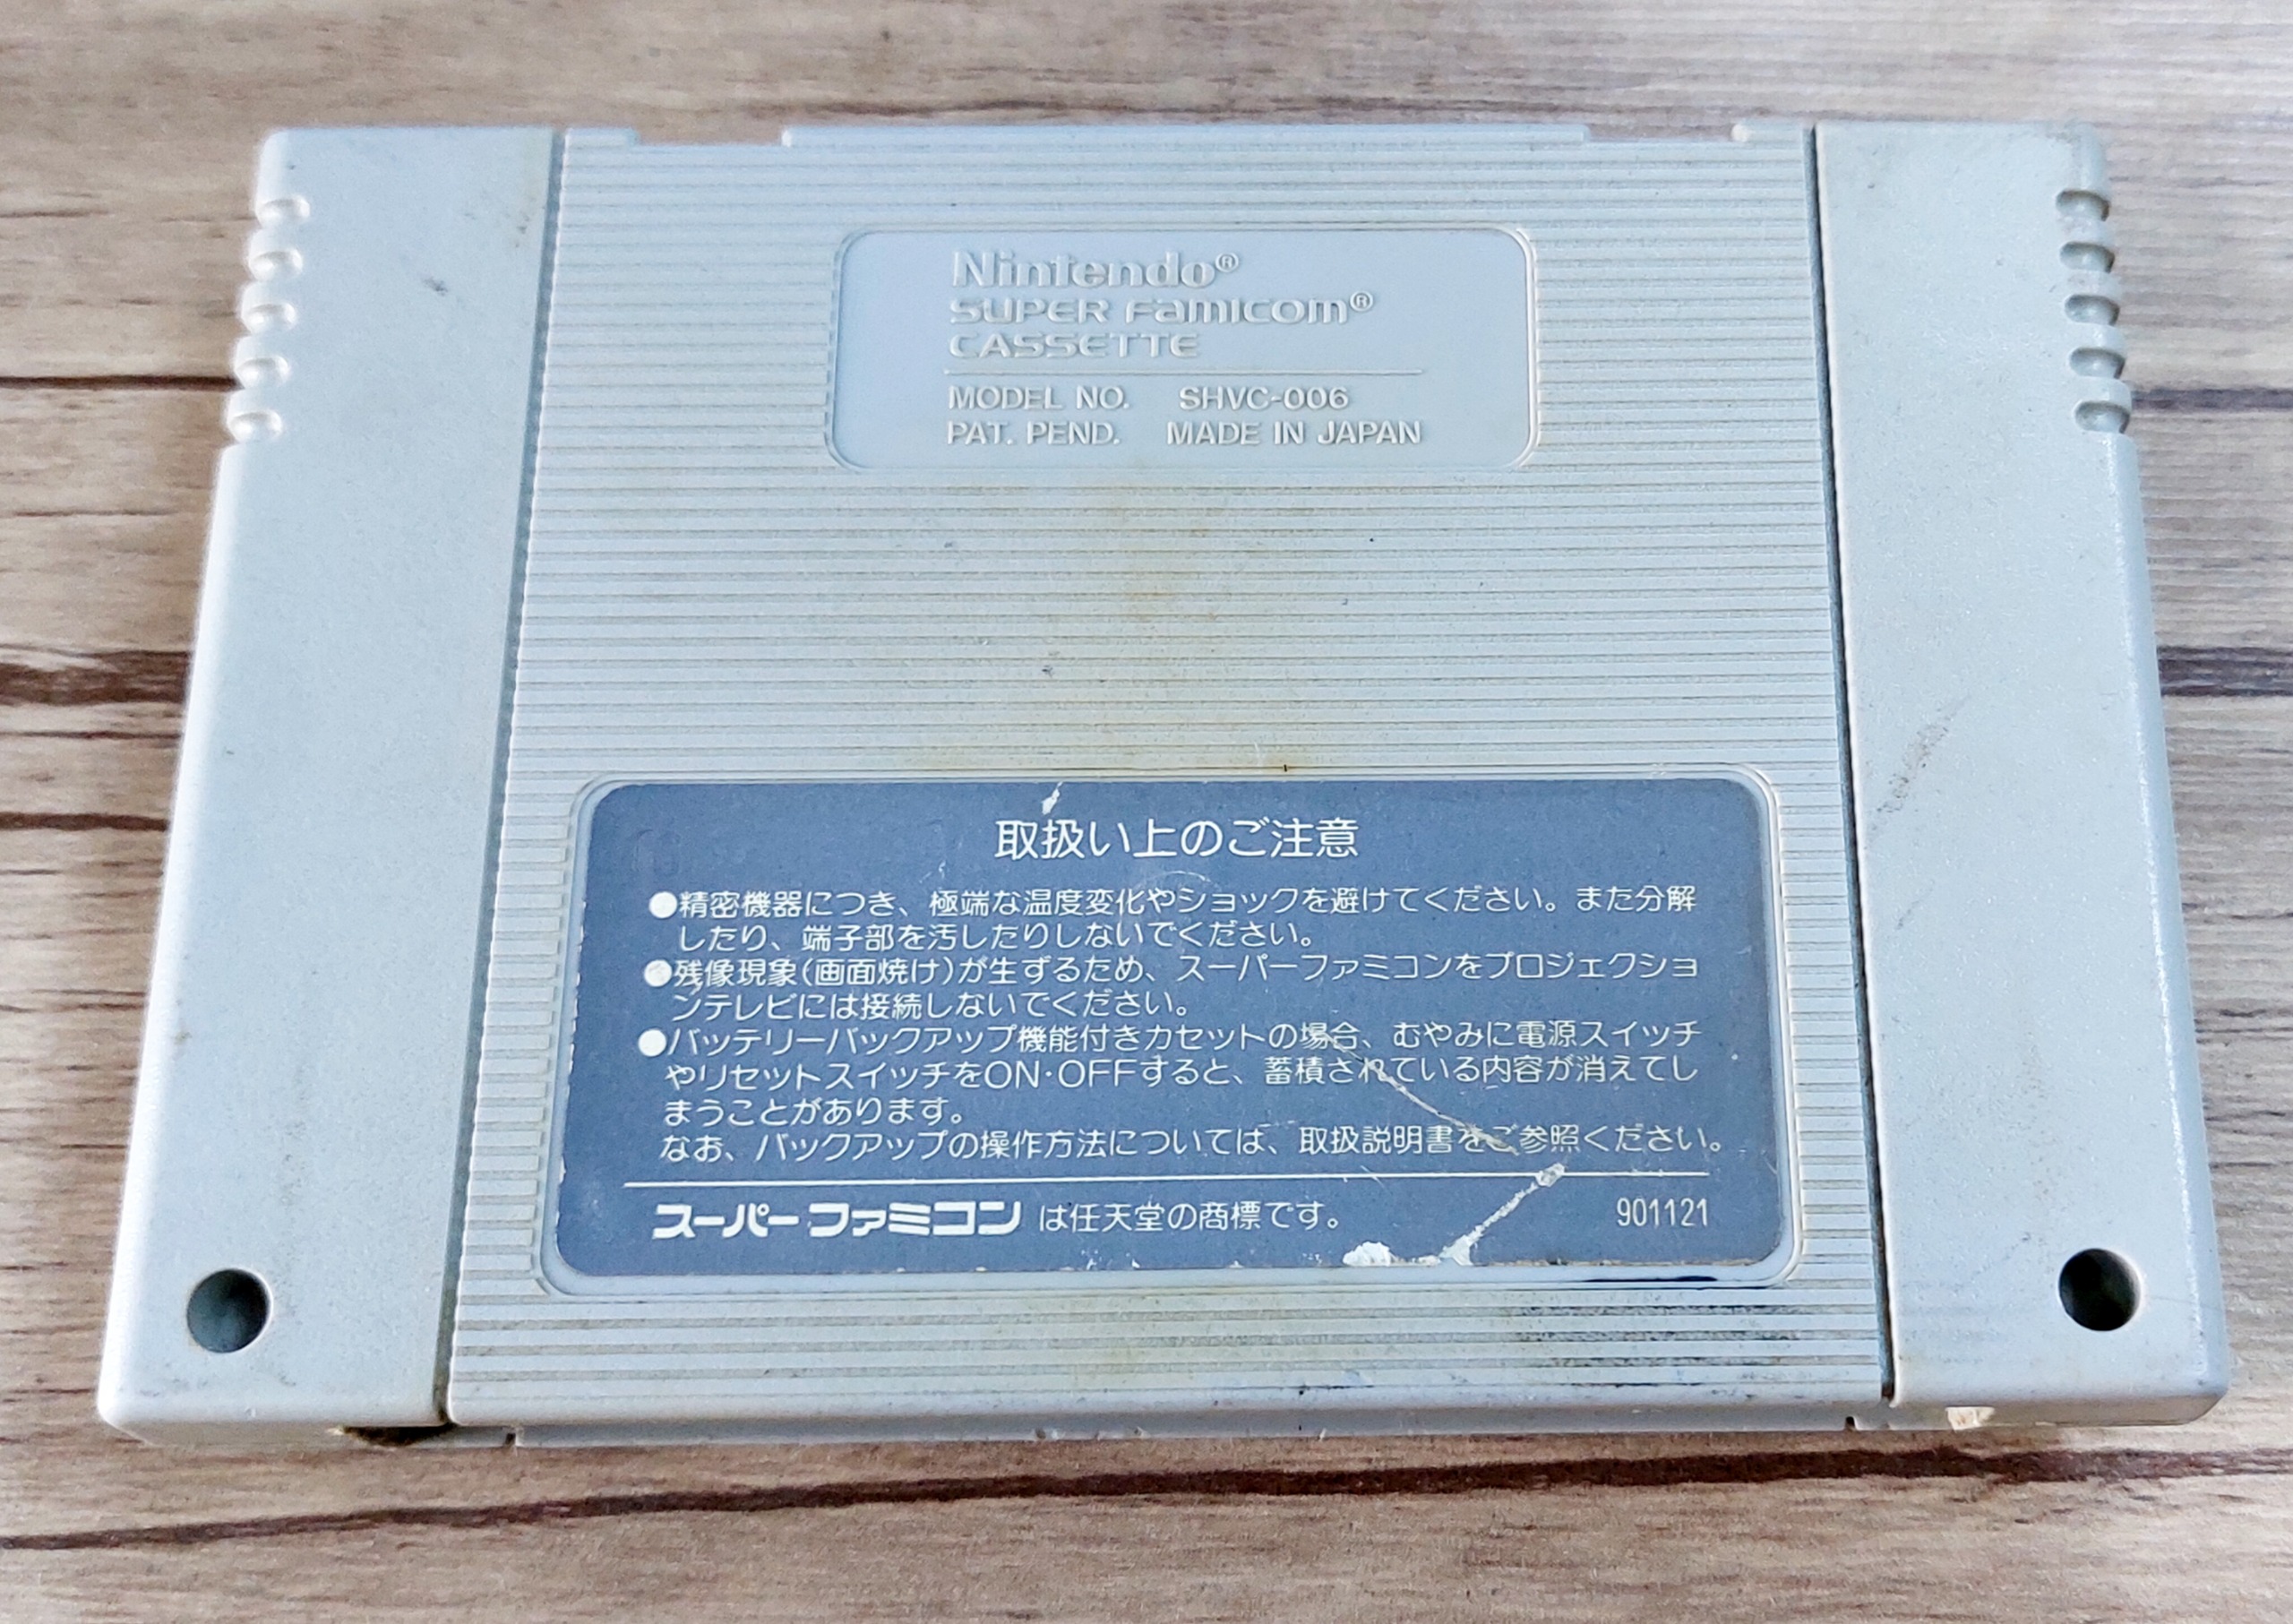 Nintendo®
SUPER Famicom®
CASSETTE
MODEL NO. SHVC-006
PAT. PEND. MADE IN JAPAN
取扱い上のご注意
●精密機器につき、極端な温度変化やショックを避けてください。また分解
したり、端子部を汚したりしないでください。
●残像現象(画面焼け)が生ずるため、スーパーファミコンをプロジェクショ
ンテレビには接続しないでください。
●バッテリーバックアップ機能付きカセットの場合、むやみに電源スイッチ
やリセットスイッチをON・OFFすると、蓄積されている内容が消えてし
まうことがあります。
なお、バックアップの操作方法については、取扱説明書をご参照ください。
スーパーファミコン は任天堂の商標です。 901121